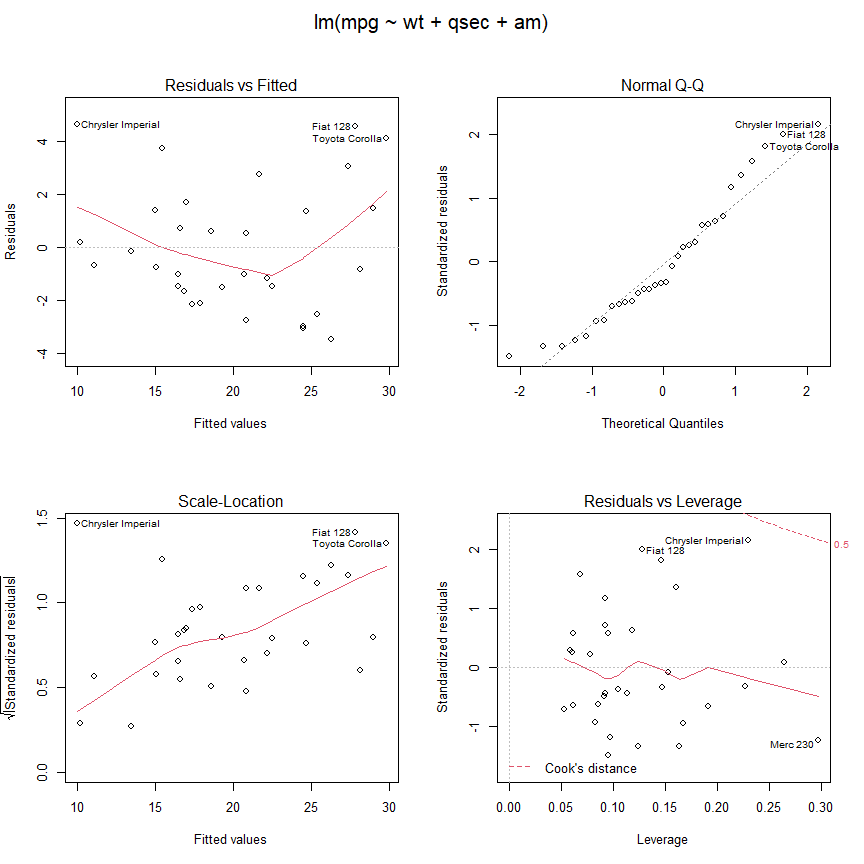 lm(mpg ~ wt + qsec + am)
Residuals vs Fitted
Chrysler Imperial
Fiat 128
Toyota Corolla
Residuals
4
2
0
-2
-4
10 15 20 25 30
Fitted values
Normal Q-Q
Chrysler Imperial
Fiat 128
Toyota Corolla
Standardized residuals
2
1
0
-1
-2 -1 0 1 2
Theoretical Quantiles
Scale-Location
Chrysler Imperial
Fiat 128
Toyota Corolla
√|Standardized residuals|
1.5
1.0
0.5
0.0
10 15 20 25 30
Fitted values
Residuals vs Leverage
Chrysler Imperial
Fiat 128
0.5
Merc 230
Cook's distance
Standardized residuals
2
1
0
-1
0.00 0.05 0.10 0.15 0.20 0.25 0.30
Leverage